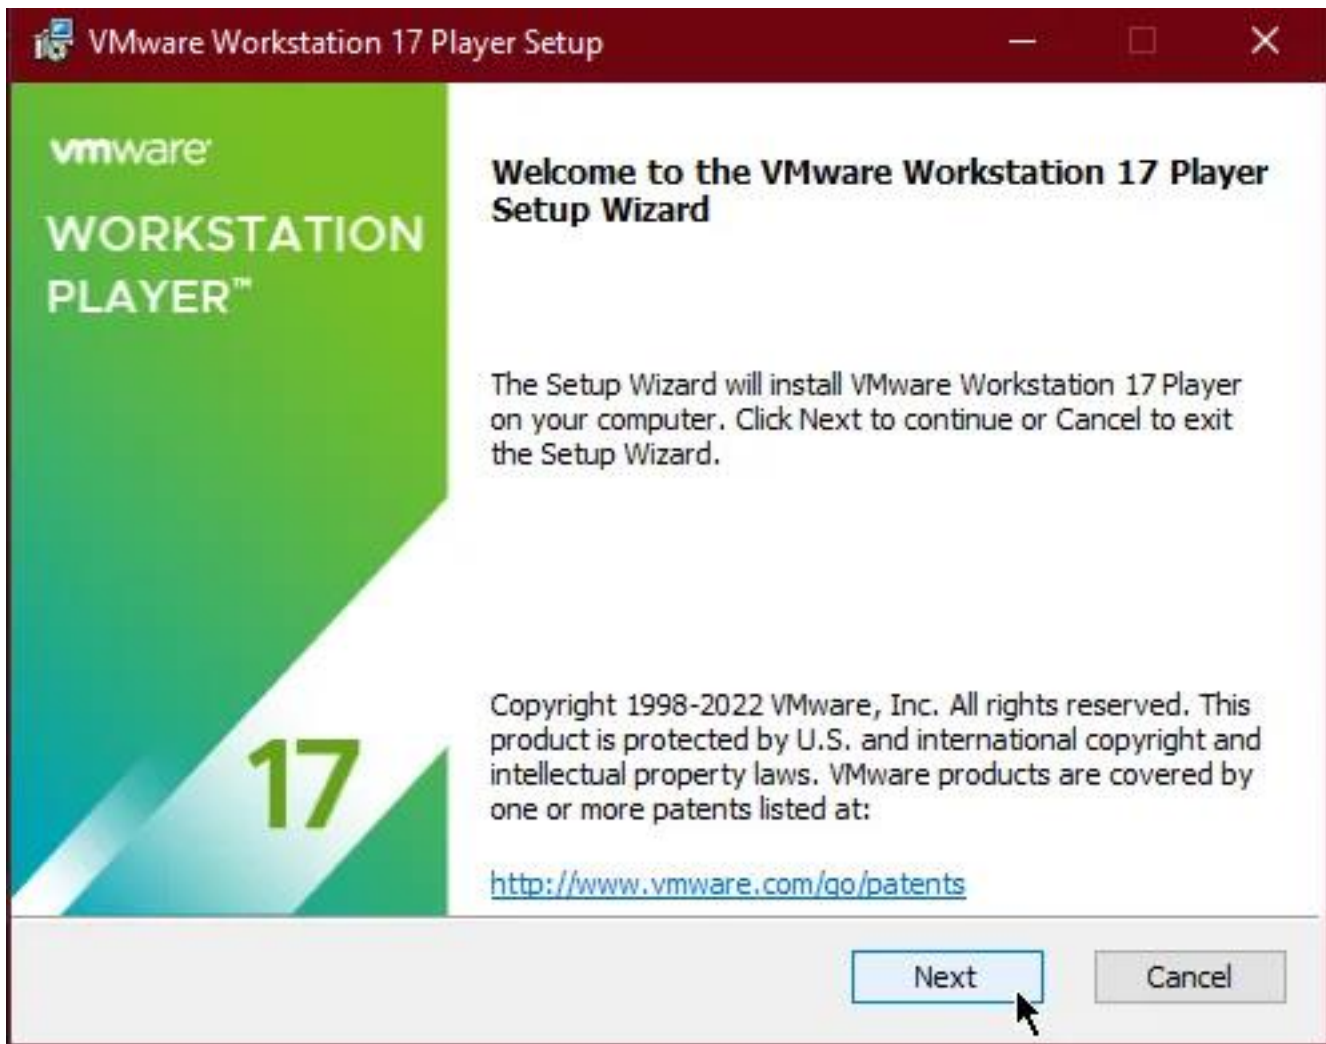 VMware Workstation 17 Player Setup
vmware
WORKSTATION
PLAYER™
17
Welcome to the VMware Workstation 17 Player
Setup Wizard
The Setup Wizard will install VMware Workstation 17 Player
on your computer. Click Next to continue or Cancel to exit
the Setup Wizard.
Copyright 1998-2022 VMware, Inc. All rights reserved. This
product is protected by U.S. and international copyright and
intellectual property laws. VMware products are covered by
one or more patents listed at:
http://www.vmware.com/go/patents
Next
Cancel